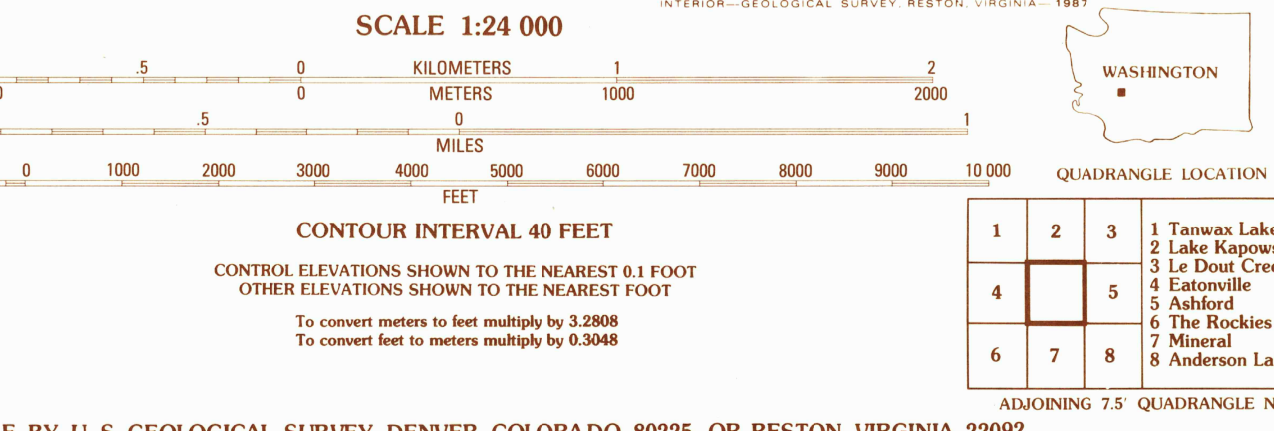 INTERIOR—GEOLOGICAL SURVEY, RESTON, VIRGINIA—1987
SCALE 1:24 000
.5 0 KILOMETERS 1 2
0 METERS 1000 2000
.5 0 1
MILES
0 1000 2000 3000 4000 5000 6000 7000 8000 9000 10 000
FEET
CONTOUR INTERVAL 40 FEET
CONTROL ELEVATIONS SHOWN TO THE NEAREST 0.1 FOOT
OTHER ELEVATIONS SHOWN TO THE NEAREST FOOT
To convert meters to feet multiply by 3.2808
To convert feet to meters multiply by 0.3048
WASHINGTON
QUADRANGLE LOCATION
1 2 3
4 5
6 7 8
1 Tanwax Lake
2 Lake Kapows
3 Le Dout Cree
4 Eatonville
5 Ashford
6 The Rockies
7 Mineral
8 Anderson La
ADJOINING 7.5' QUADRANGLE N
E BY U. S. GEOLOGICAL SURVEY, DENVER, COLORADO 80225, OR RESTON, VIRGINIA 22092